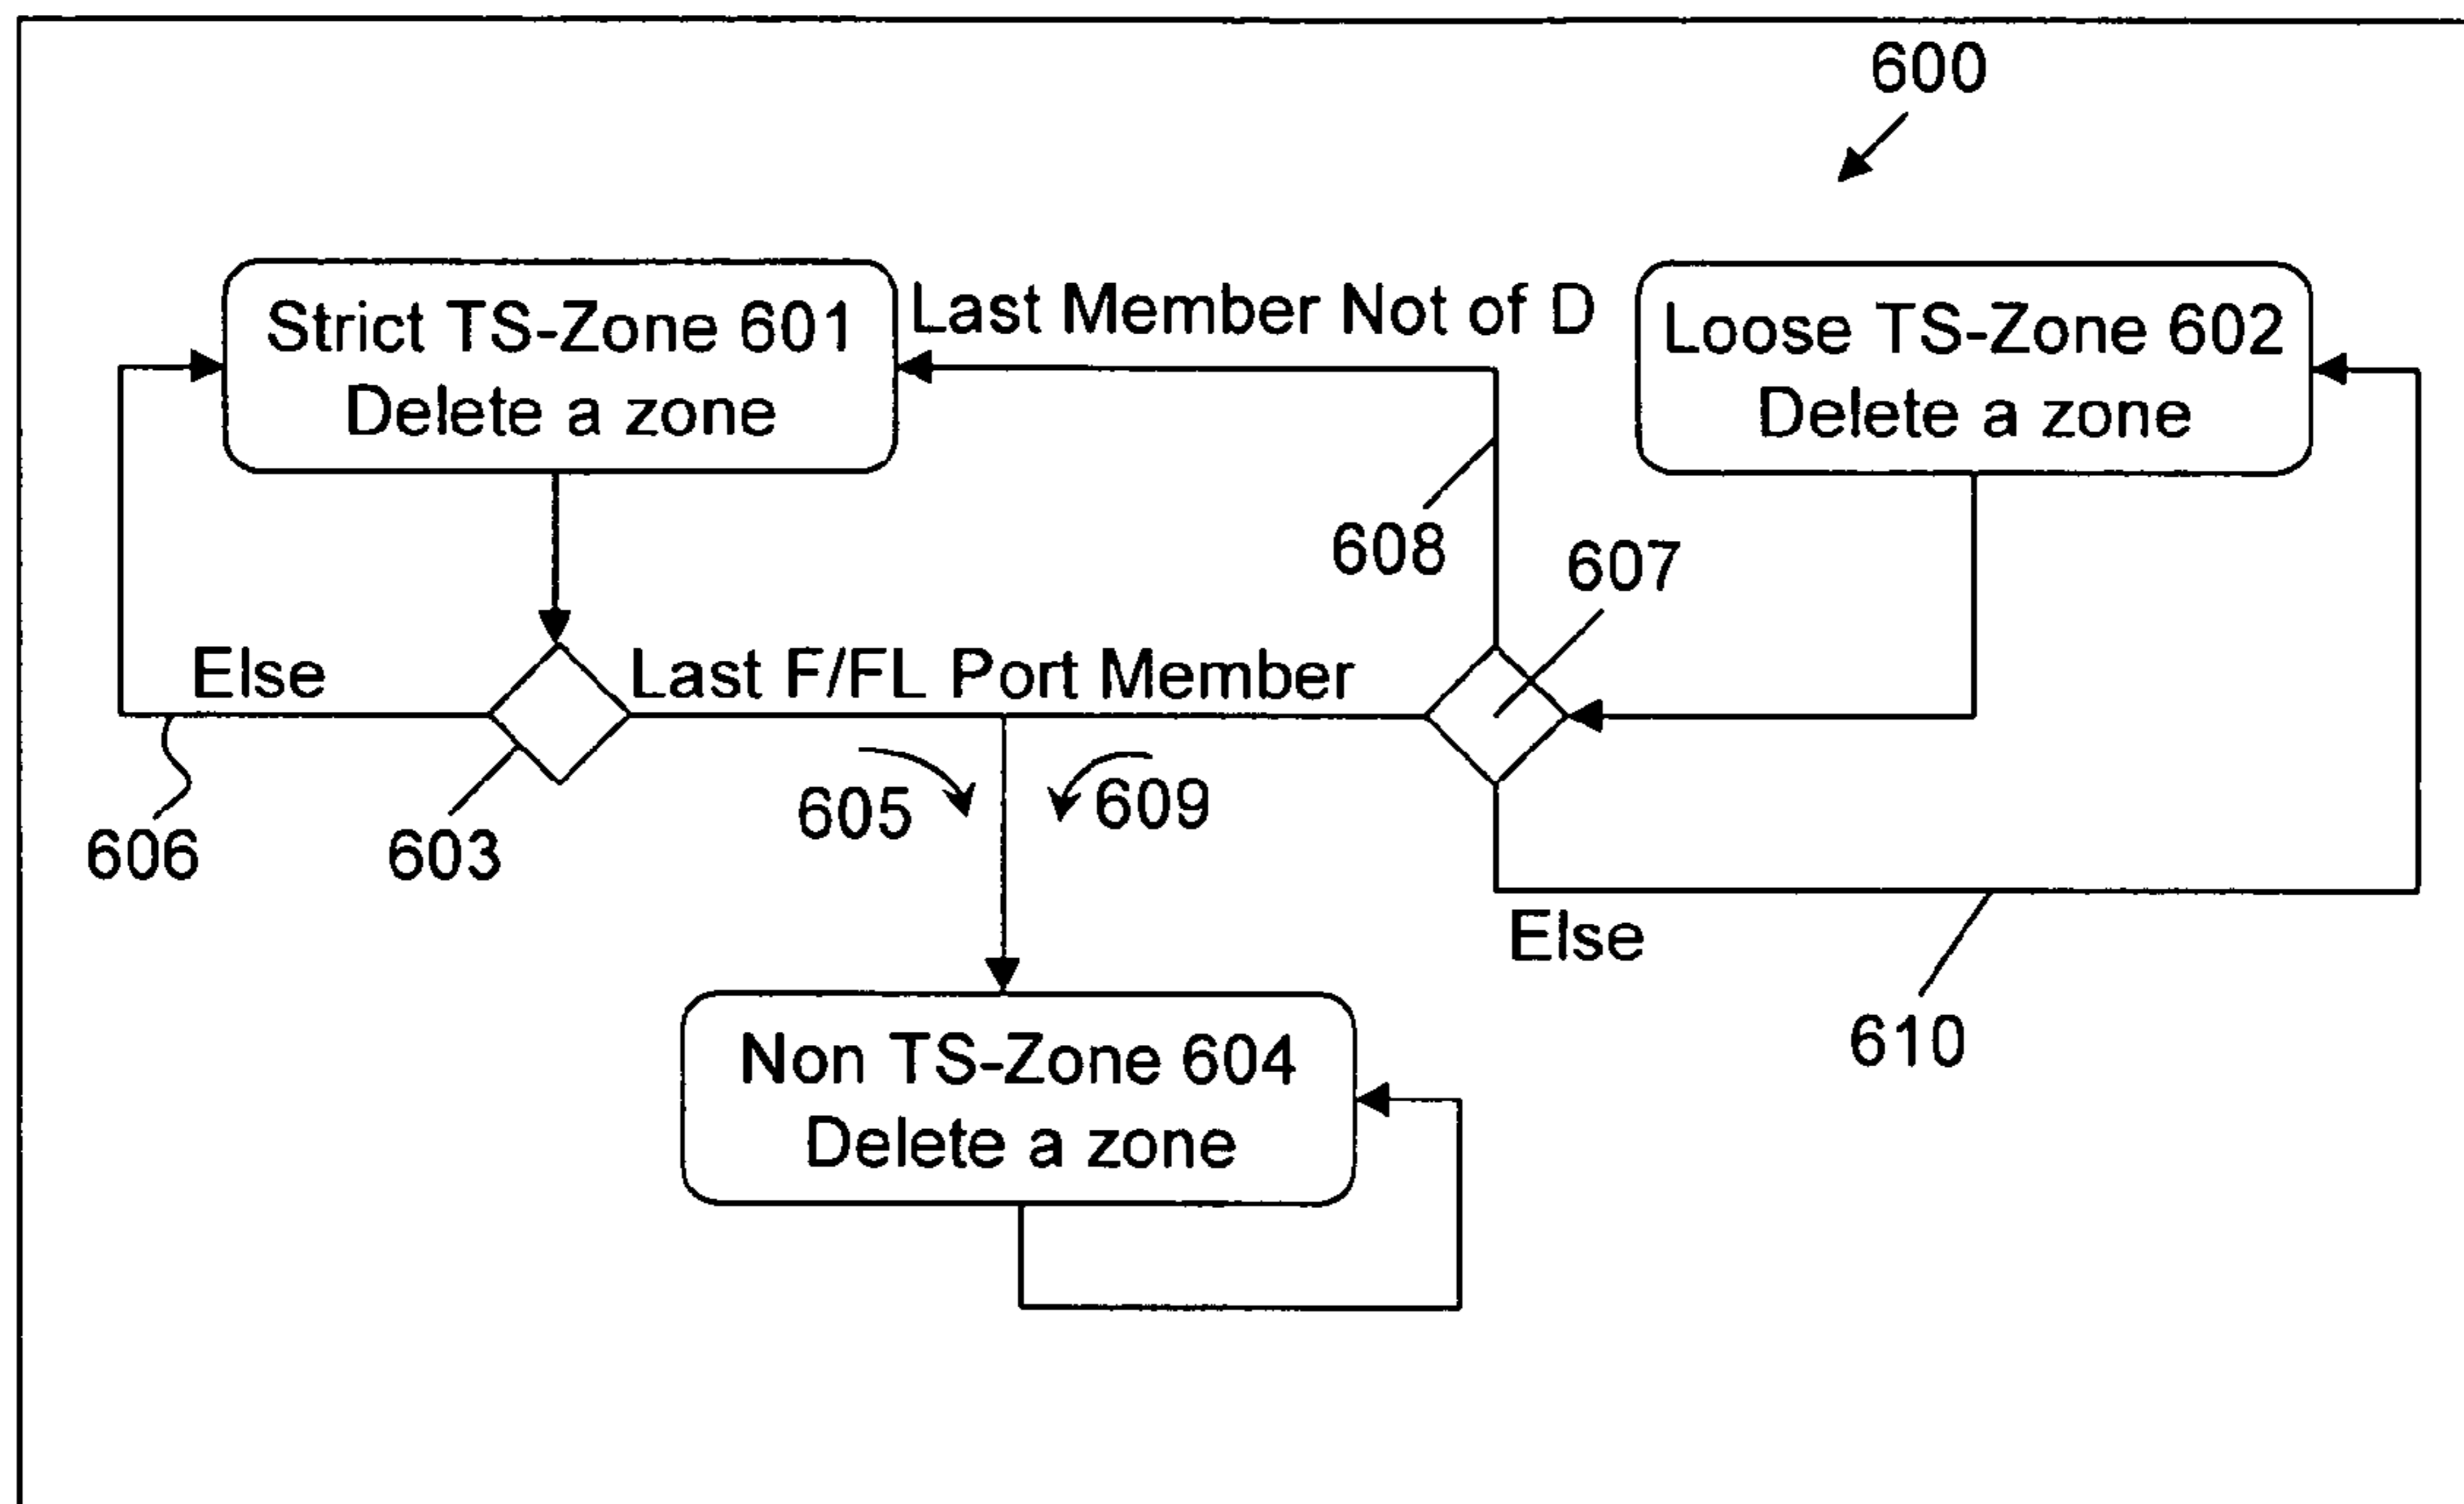 600
Strict TS-Zone 601
Delete a zone
Last Member Not of D
Loose TS-Zone 602
Delete a zone
608
607
Else
Last F/FL Port Member
605
609
606
603
Else
610
Non TS-Zone 604
Delete a zone